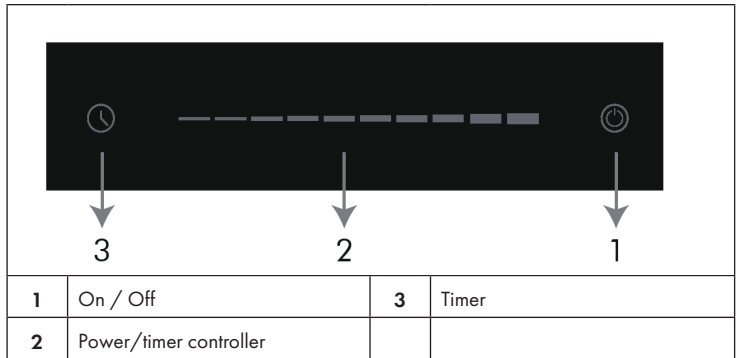 3 2 1
1 On / Off 3 Timer
2 Power/timer controller